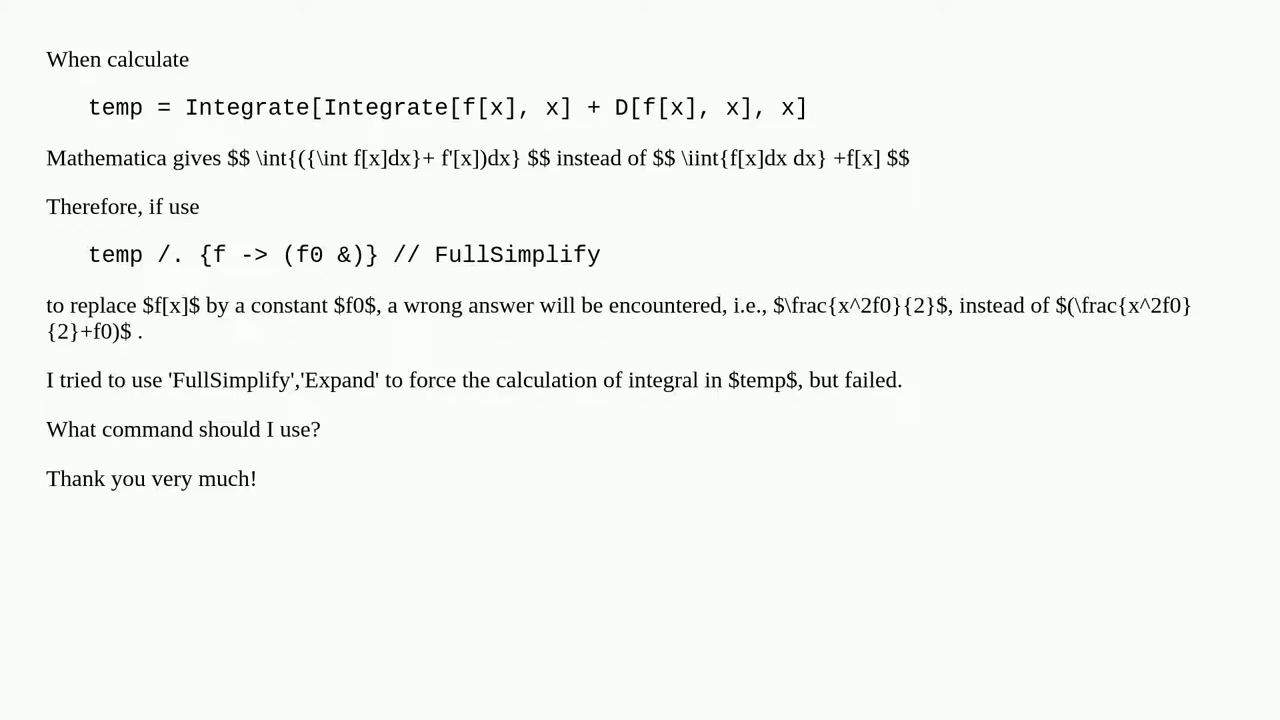 When calculate
temp = Integrate[Integrate[f[x], x] + D[f[x], x], x]
Mathematica gives $$ \int{({\int f[x]dx}+ f'[x])dx} $$ instead of $$ \iint{f[x]dx dx} +f[x] $$
Therefore, if use
temp /. {f -> (f0 &)} // FullSimplify
to replace $f[x]$ by a constant $f0$, a wrong answer will be encountered, i.e., $\frac{x^2f0}{2}$, instead of $(\frac{x^2f0}
{2}+f0)$ .
I tried to use 'FullSimplify','Expand' to force the calculation of integral in $temp$, but failed.
What command should I use?
Thank you very much!